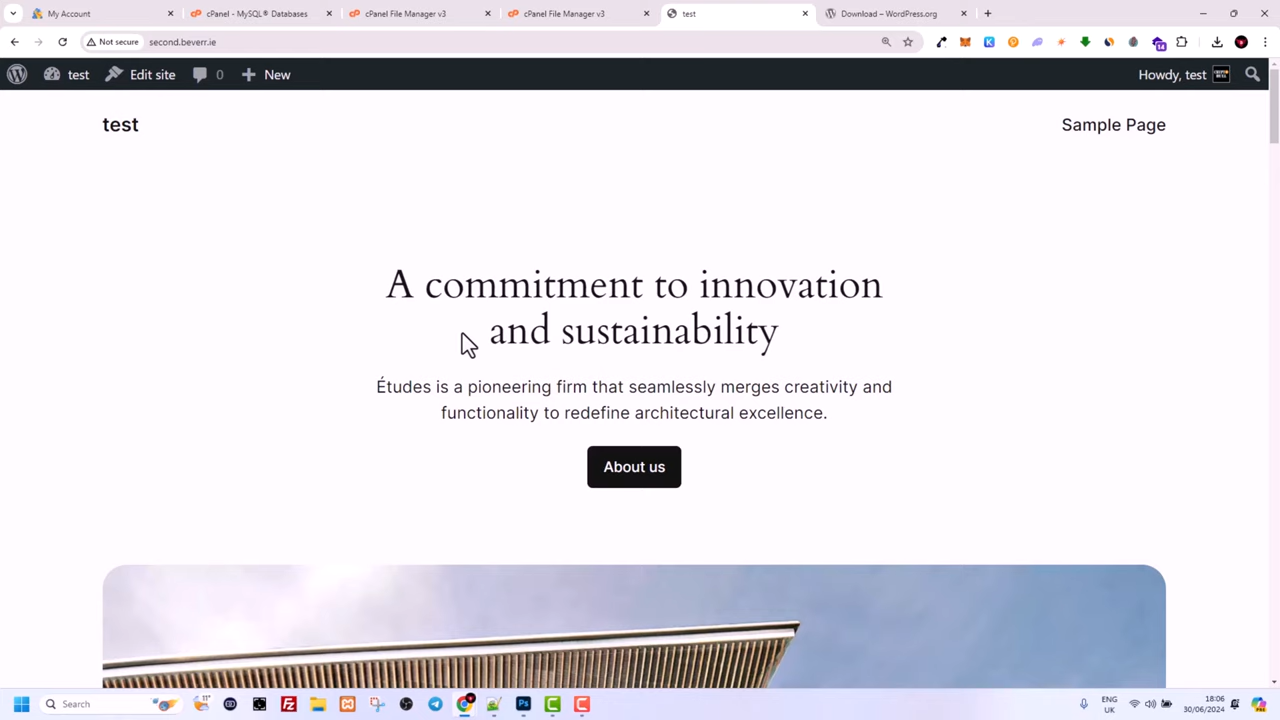 My Account
cPanel - MySQL® Databases
cPanel File Manager v3
cPanel File Manager v3
test
Download – WordPress.org
Not secure
second.beverr.ie
14
test
Edit site
0
New
Howdy, test
test
Sample Page
A commitment to innovation
and sustainability
Études is a pioneering firm that seamlessly merges creativity and
functionality to redefine architectural excellence.
About us
Search
11°
ENG
UK
18:06
30/06/2024